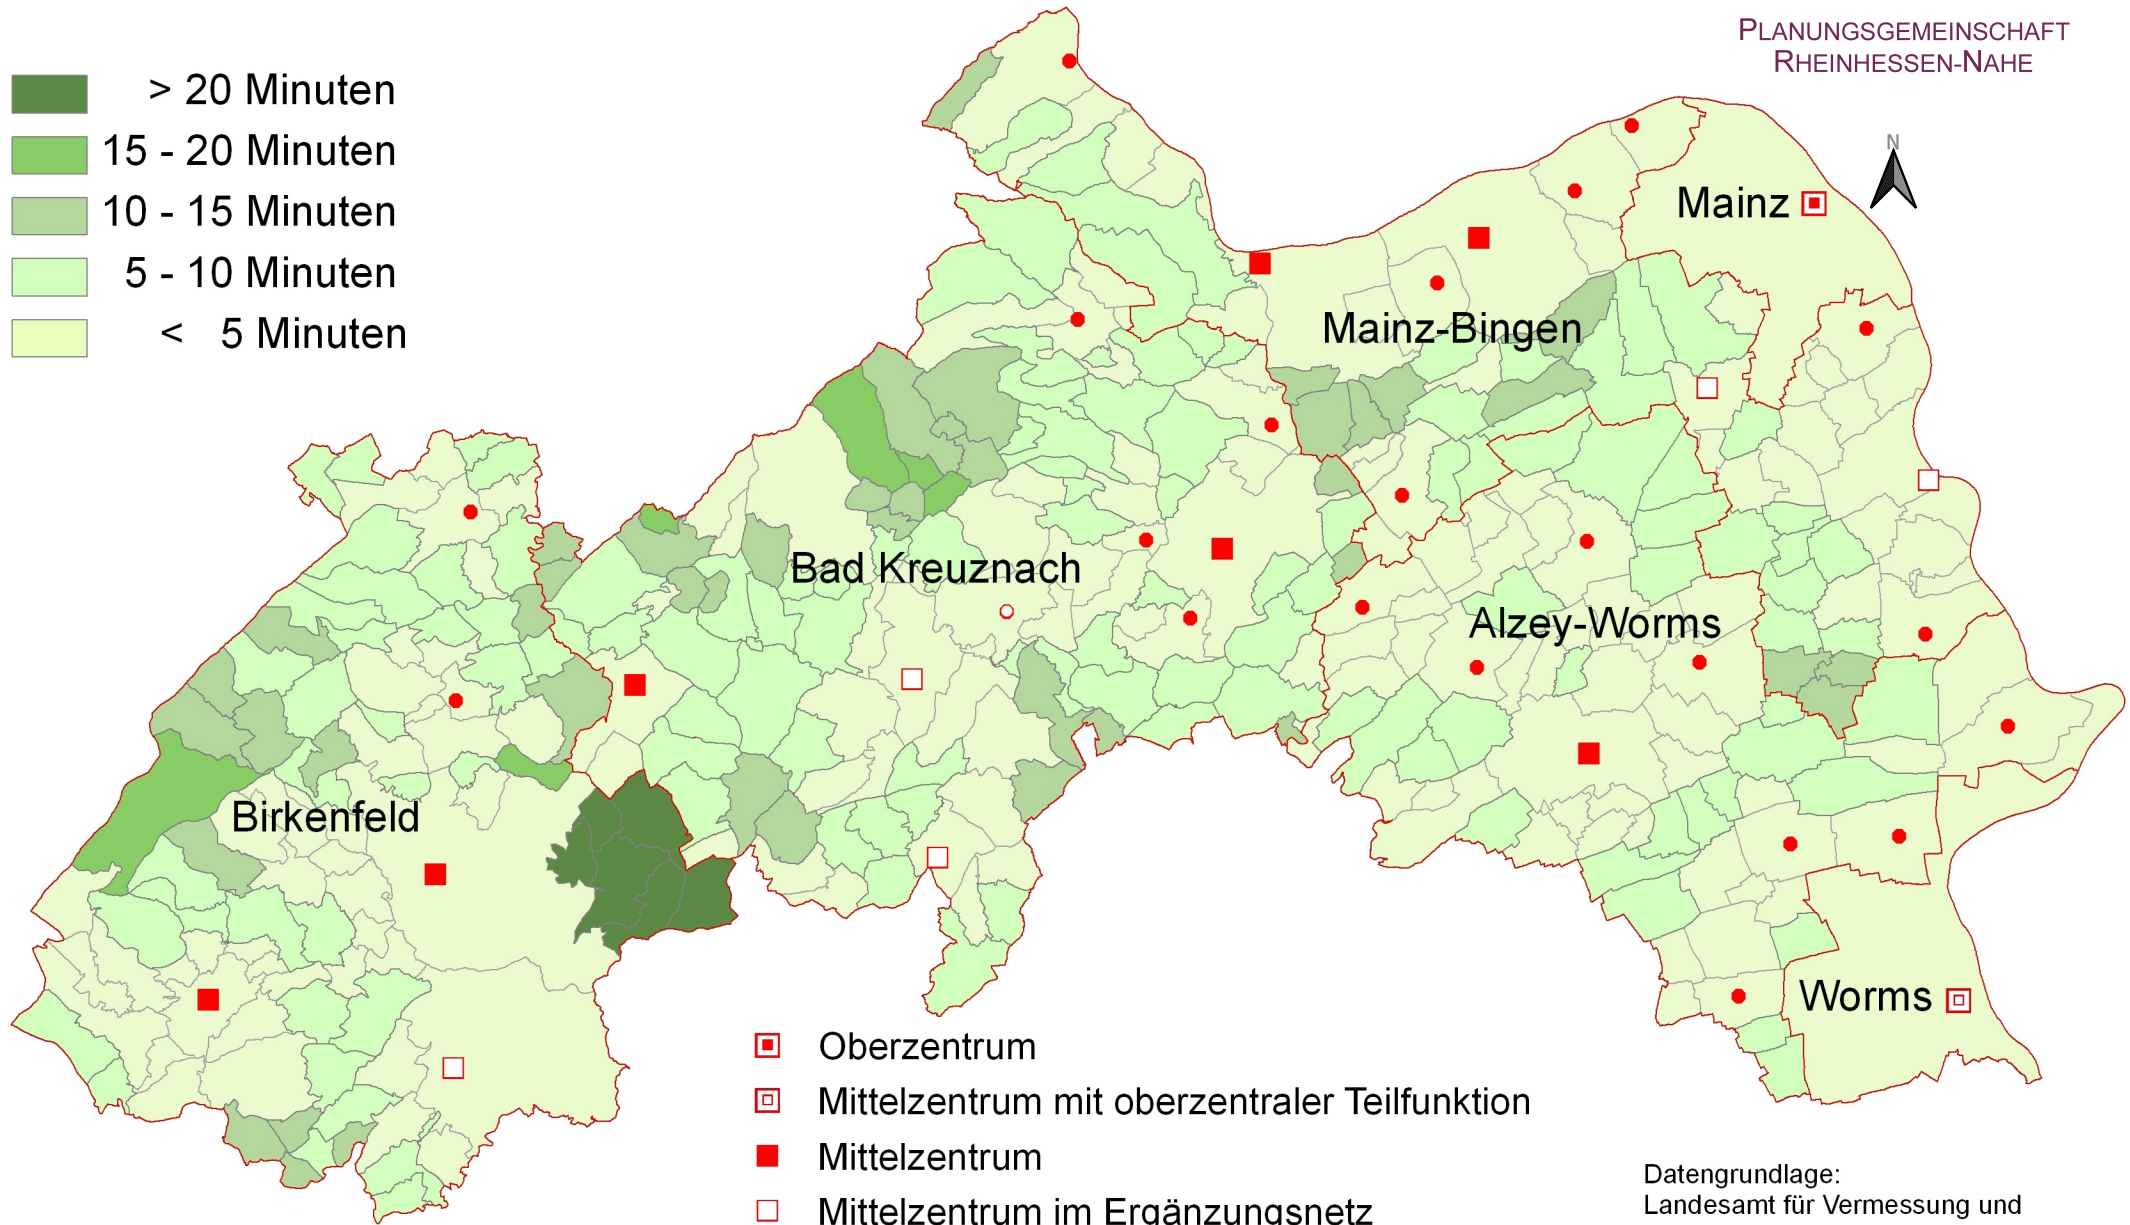 PLANUNGSGEMEINSCHAFT
RHEINHESSEN-NAHE
> 20 Minuten
15 - 20 Minuten
10 - 15 Minuten
5 - 10 Minuten
< 5 Minuten
N
Mainz
Mainz-Bingen
Bad Kreuznach
Alzey-Worms
Birkenfeld
Worms
Oberzentrum
Mittelzentrum mit oberzentraler Teilfunktion
Mittelzentrum
Mittelzentrum im Ergänzungsnetz
Datengrundlage:
Landesamt für Vermessung und